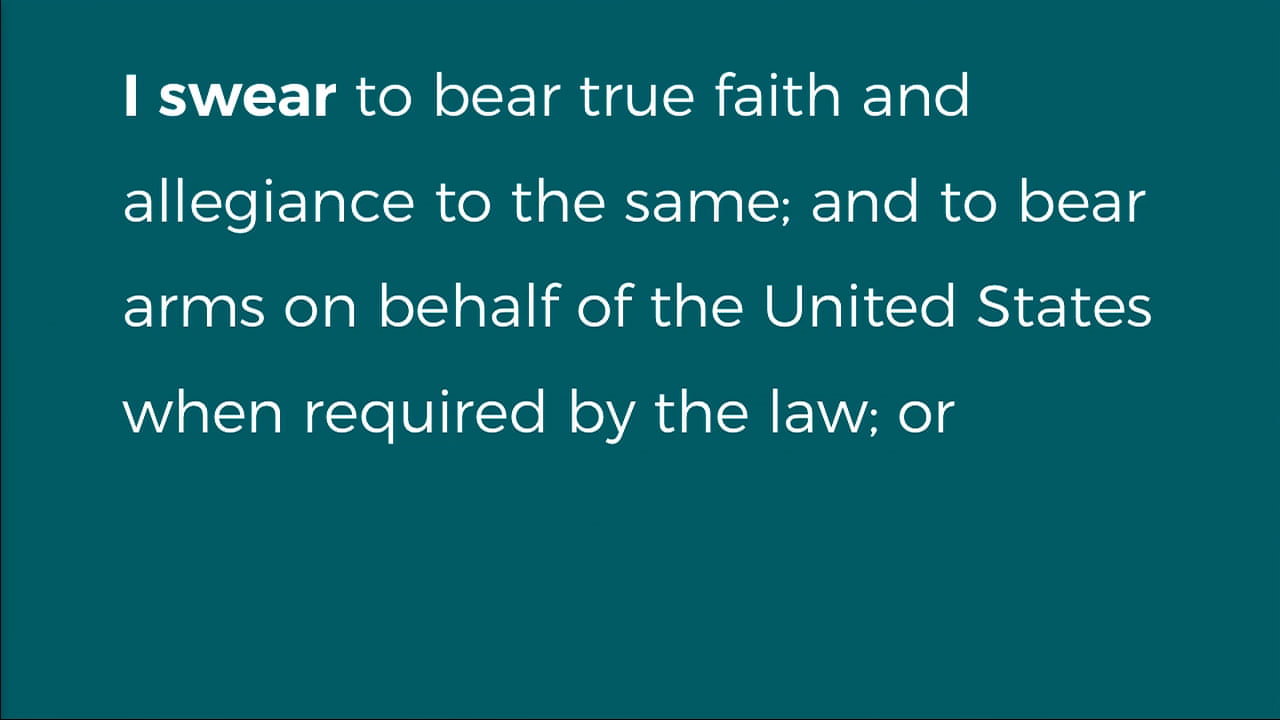 I swear to bear true faith and
allegiance to the same; and to bear
arms on behalf of the United States
when required by the law; or